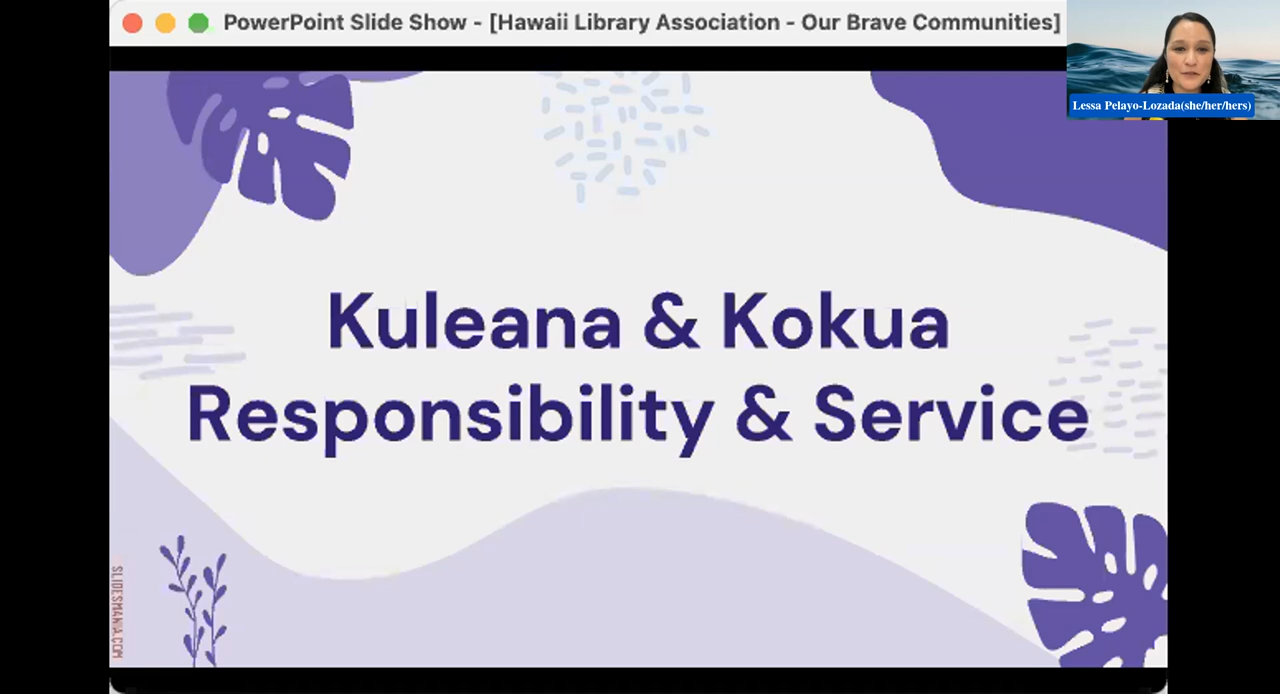 PowerPoint Slide Show - [Hawaii Library Association - Our Brave Communities]
Lessa Pelayo-Lozada(she/her/hers)
Kuleana & Kokua
Responsibility & Service
SLIDESMANIA.COM